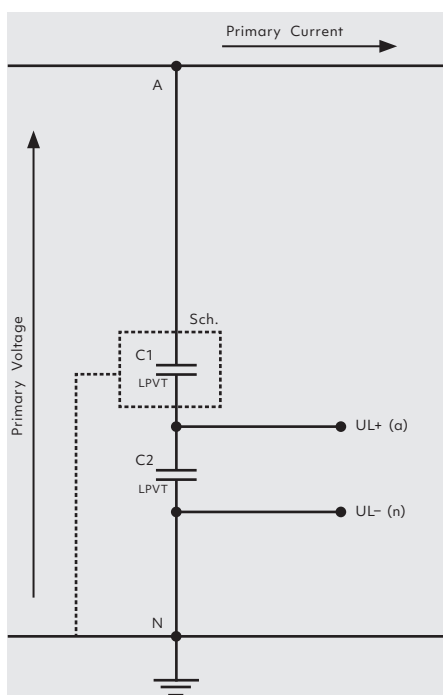 Primary Current
A
Primary Voltage
Sch.
C1
LPVT
UL+ (a)
C2
LPVT
UL– (n)
N